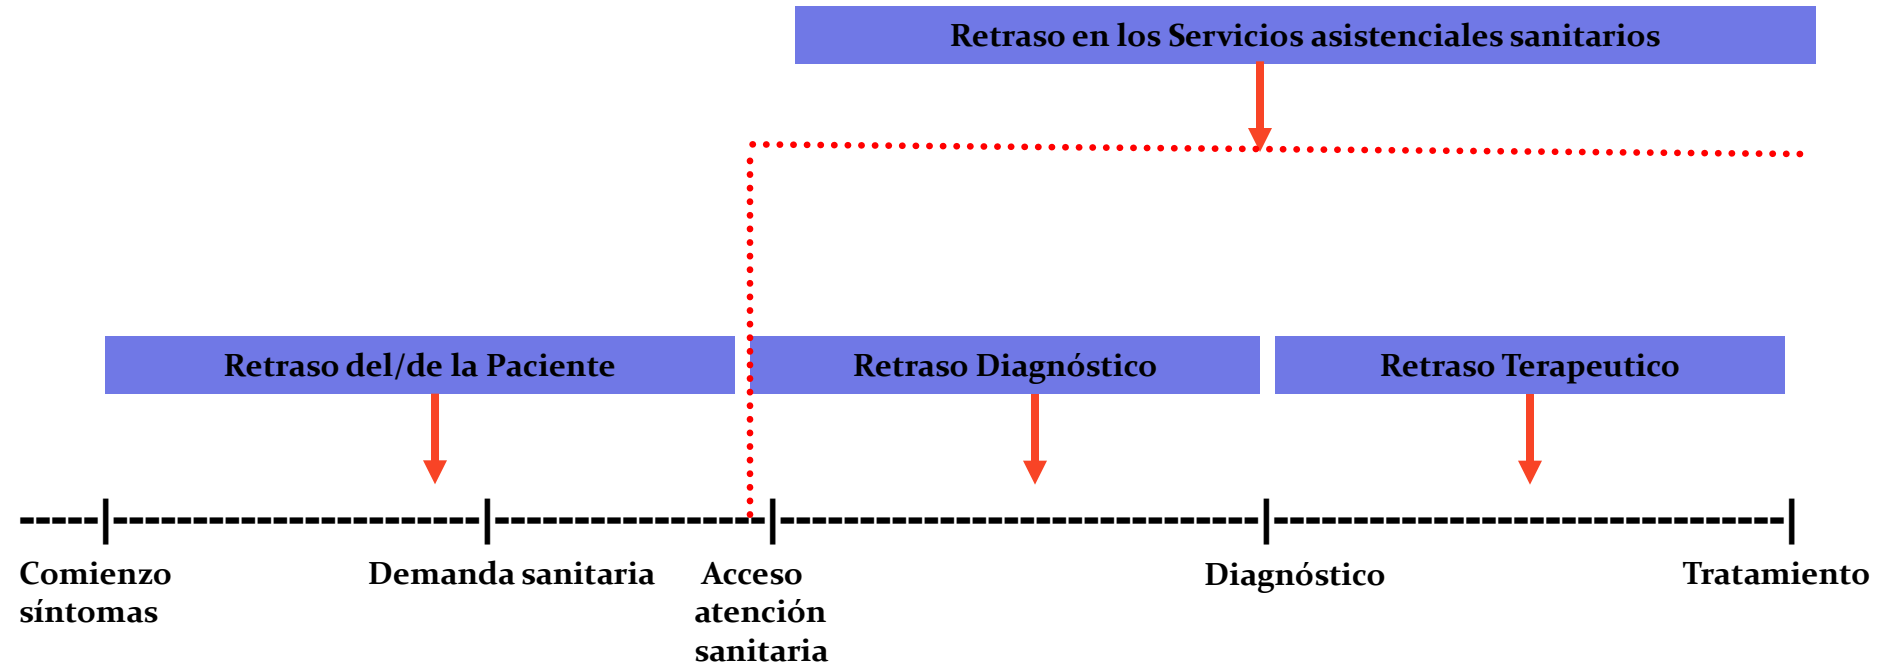 Retraso en los Servicios asistenciales sanitarios
Retraso del/de la Paciente
Retraso Diagnóstico
Retraso Terapeutico
Comienzo
síntomas
Demanda sanitaria
Acceso
atención
sanitaria
Diagnóstico
Tratamiento